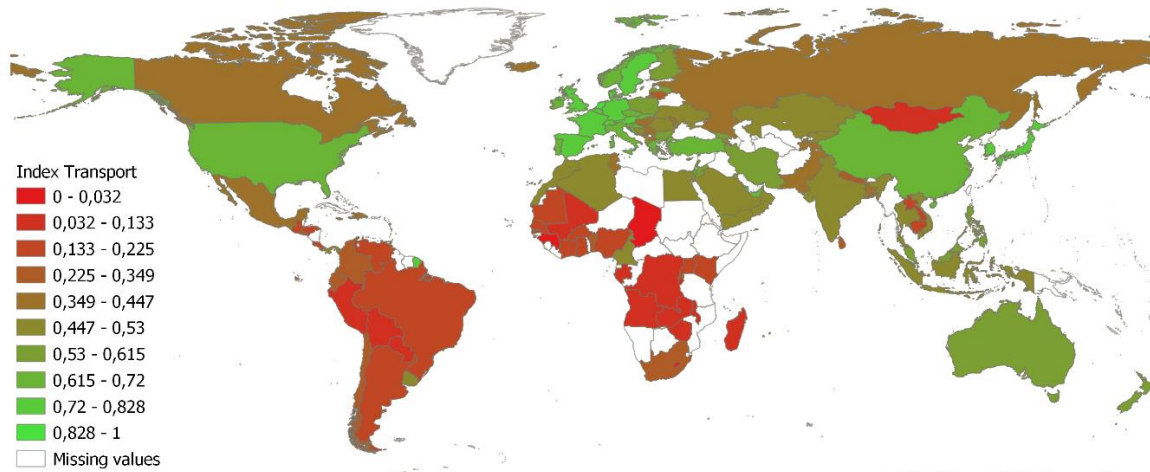 Index Transport
0 - 0,032
0,032 - 0,133
0,133 - 0,225
0,225 - 0,349
0,349 - 0,447
0,447 - 0,53
0,53 - 0,615
0,615 - 0,72
0,72 - 0,828
0,828 - 1
Missing values